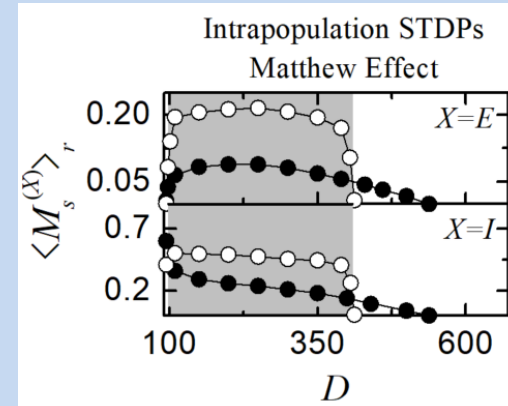 Intrapopulation STDPs
Matthew Effect
0.20
X=E
0.05
⟨M_s^(X)⟩_r
0.7
X=I
0.2
100 350 600
D